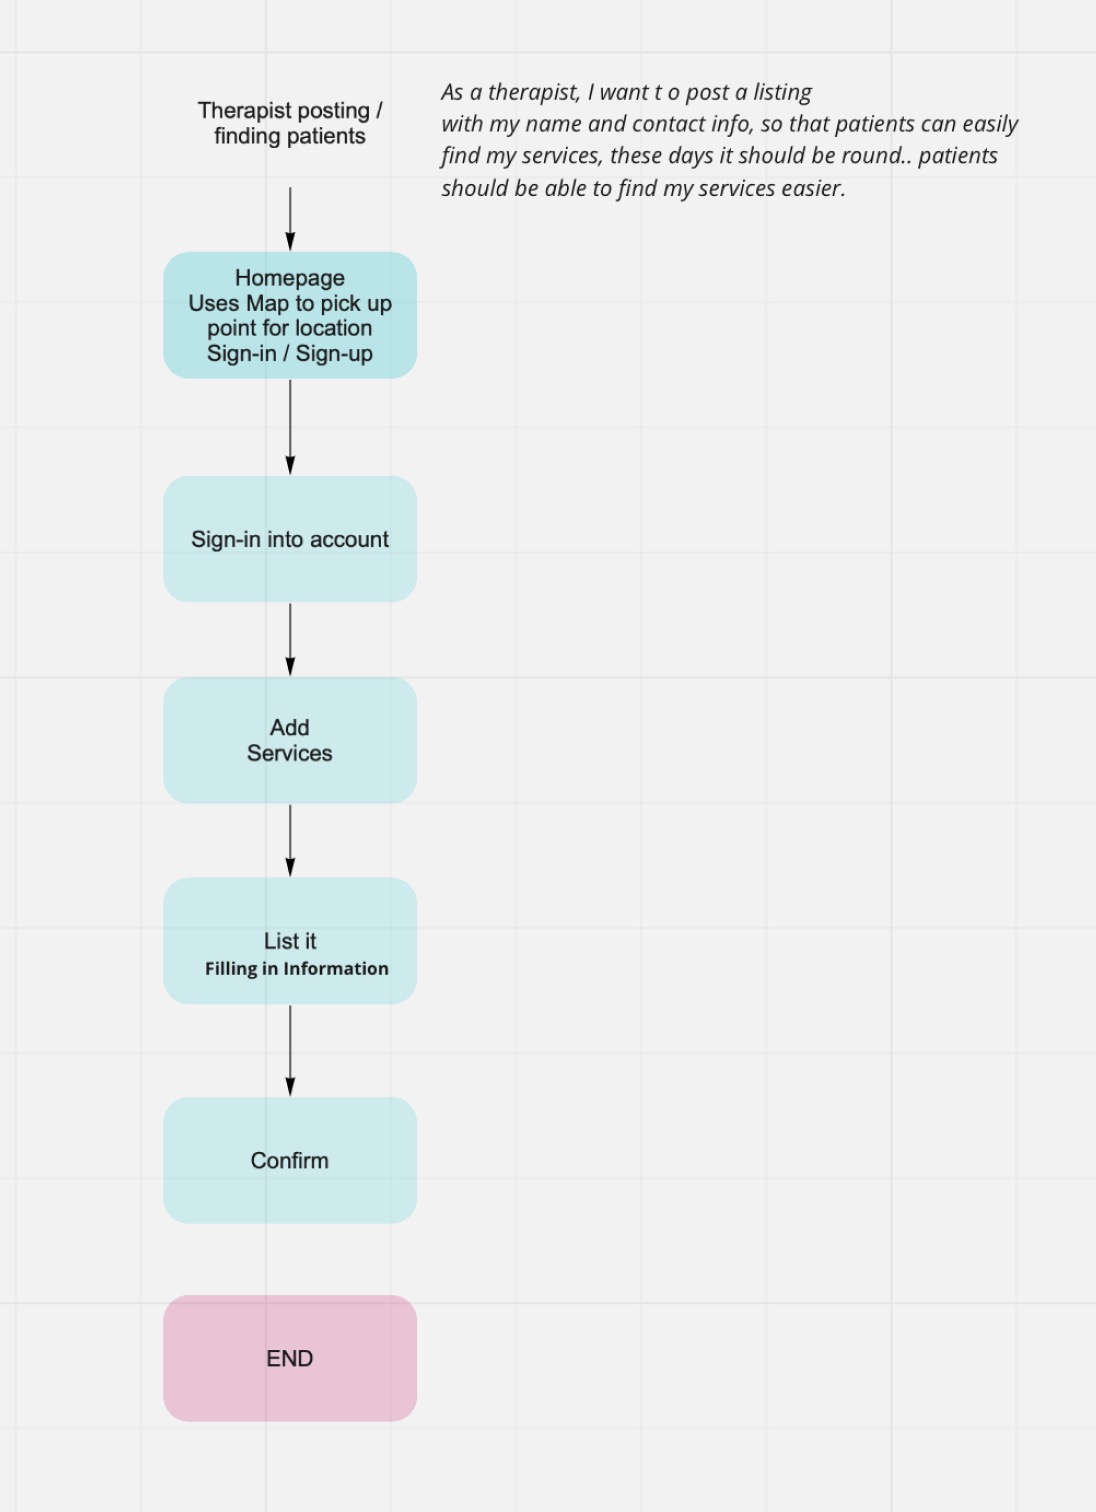 Therapist posting /
finding patients
As a therapist, I want t o post a listing
with my name and contact info, so that patients can easily
find my services, these days it should be round.. patients
should be able to find my services easier.
Homepage
Uses Map to pick up
point for location
Sign-in / Sign-up
Sign-in into account
Add
Services
List it
Filling in Information
Confirm
END